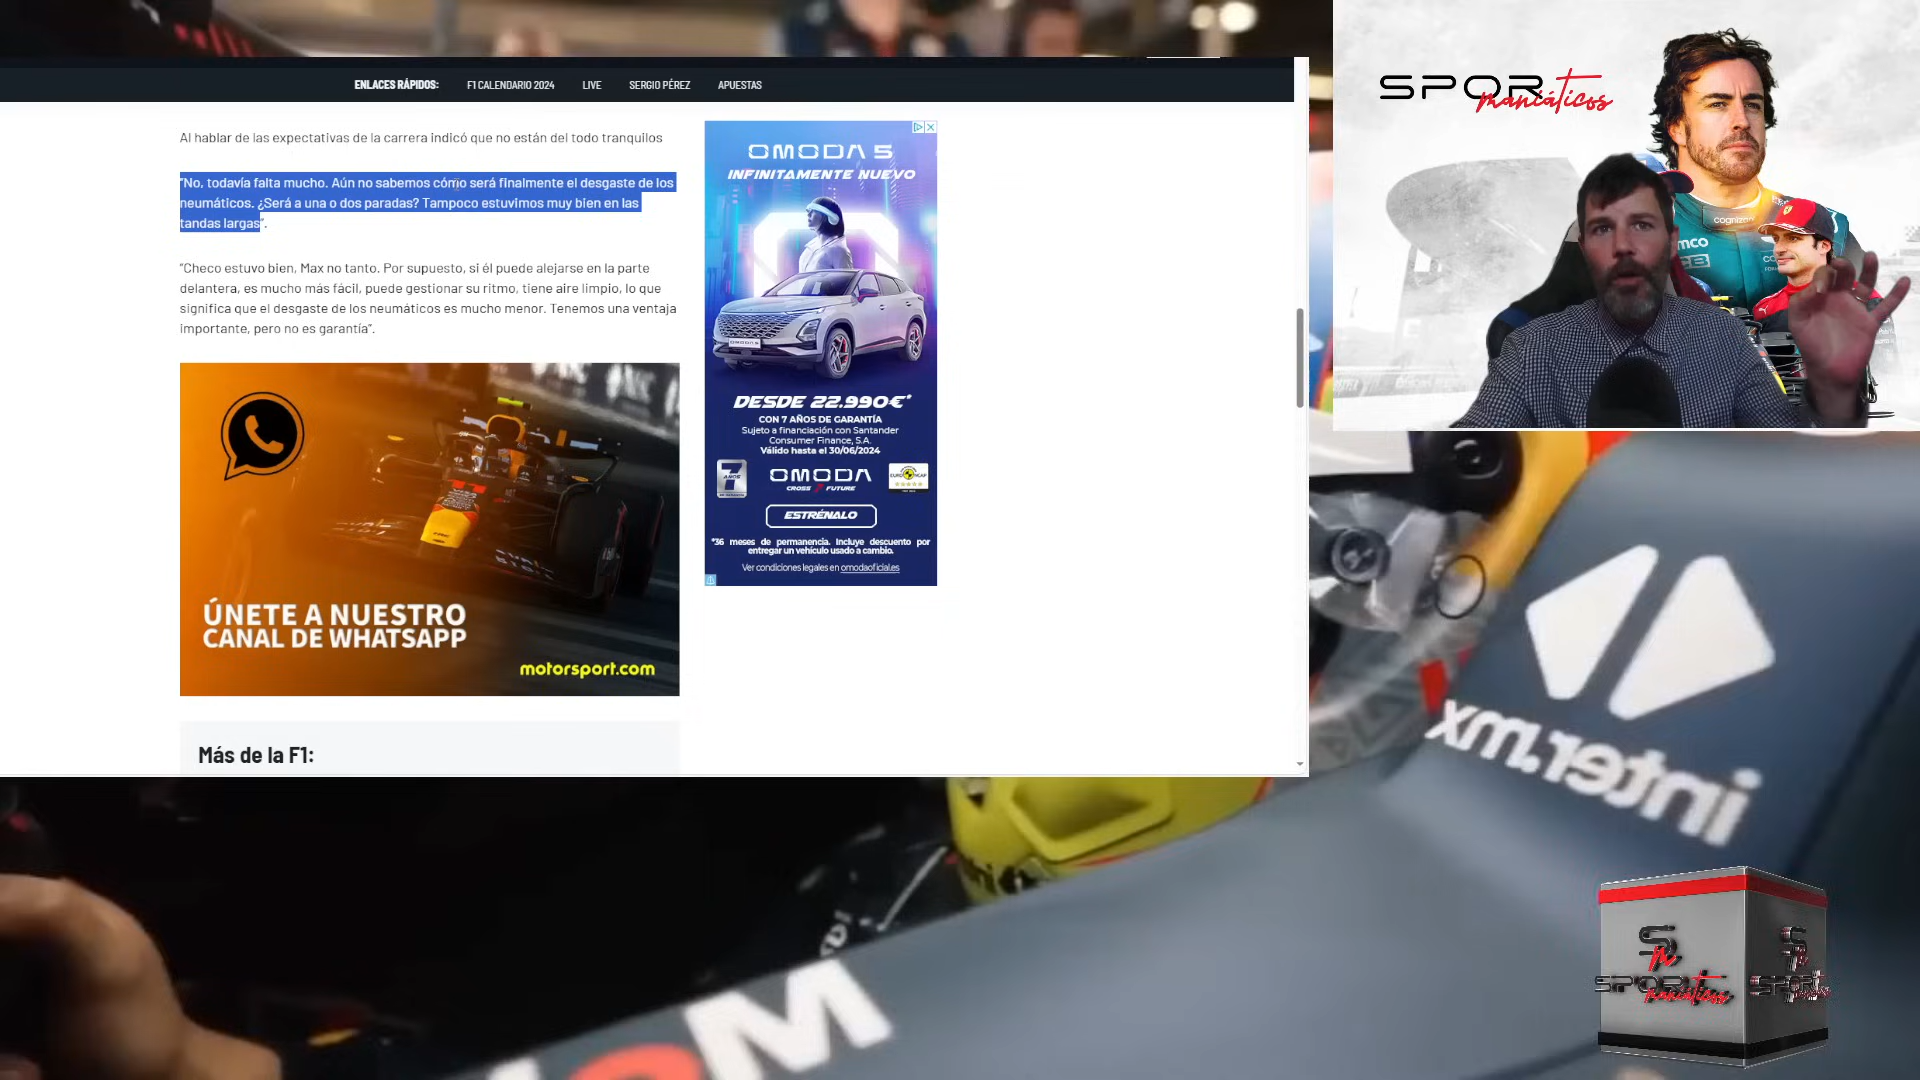 ENLACES RÁPIDOS: F1 CALENDARIO 2024 LIVE SERGIO PÉREZ APUESTAS
Al hablar de las expectativas de la carrera indicó que no están del todo tranquilos
"No, todavía falta mucho. Aún no sabemos cómo será finalmente el desgaste de los
neumáticos. ¿Será a una o dos paradas? Tampoco estuvimos muy bien en las
tandas largas".
"Checo estuvo bien, Max no tanto. Por supuesto, si él puede alejarse en la parte
delantera, es mucho más fácil, puede gestionar su ritmo, tiene aire limpio, lo que
significa que el desgaste de los neumáticos es mucho menor. Tenemos una ventaja
importante, pero no es garantía".
ÚNETE A NUESTRO
CANAL DE WHATSAPP
motorsport.com
Más de la F1:
OMODA 5
INFINITAMENTE NUEVO
DESDE 22.990€*
CON 7 AÑOS DE GARANTÍA
Sujeto a financiación con Santander
Consumer Finance, S.A.
Válido hasta el 30/06/2024
7
AÑOS
OMODA
CROSS FUTURE
ESTRÉNALO
*36 meses de permanencia. Incluye descuento por
entregar un vehículo usado a cambio.
Ver condiciones legales en omodaoficial.es
SPORmaniáticos
cognizant
inter.mx
M
SPORmaniáticos